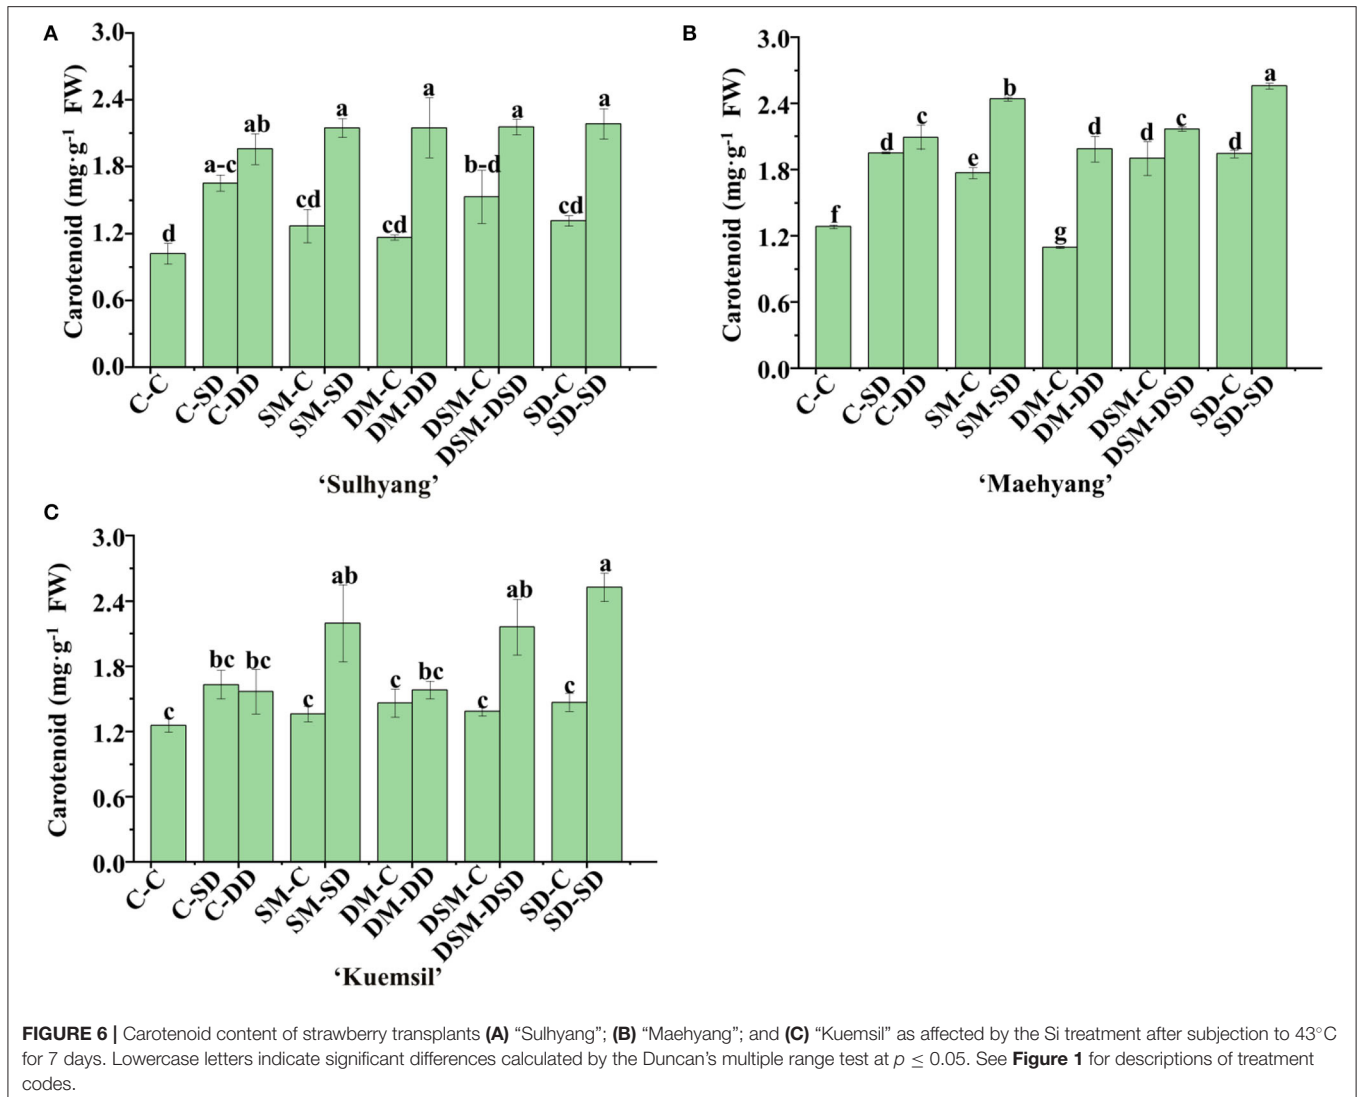 A
3.0
2.4
1.8
1.2
0.6
0.0
Carotenoid (mg·g-1 FW)
d
a-c
ab
cd
a
cd
a
b-d
a
cd
a
C-C
C-SD
C-DD
SM-C
SM-SD
DM-C
DM-DD
DSM-C
DSM-DSD
SD-C
SD-SD
‘Sulhyang’
B
3.0
2.4
1.8
1.2
0.6
0.0
Carotenoid (mg·g-1 FW)
f
d
c
e
b
g
d
d
c
d
a
C-C
C-SD
C-DD
SM-C
SM-SD
DM-C
DM-DD
DSM-C
DSM-DSD
SD-C
SD-SD
‘Maehyang’
C
3.0
2.4
1.8
1.2
0.6
0.0
Carotenoid (mg·g-1 FW)
c
bc
bc
c
ab
c
bc
c
ab
c
a
C-C
C-SD
C-DD
SM-C
SM-SD
DM-C
DM-DD
DSM-C
DSM-DSD
SD-C
SD-SD
‘Kuemsil’
FIGURE 6 | Carotenoid content of strawberry transplants (A) “Sulhyang”; (B) “Maehyang”; and (C) “Kuemsil” as affected by the Si treatment after subjection to 43°C
for 7 days. Lowercase letters indicate significant differences calculated by the Duncan’s multiple range test at p ≤ 0.05. See Figure 1 for descriptions of treatment
codes.